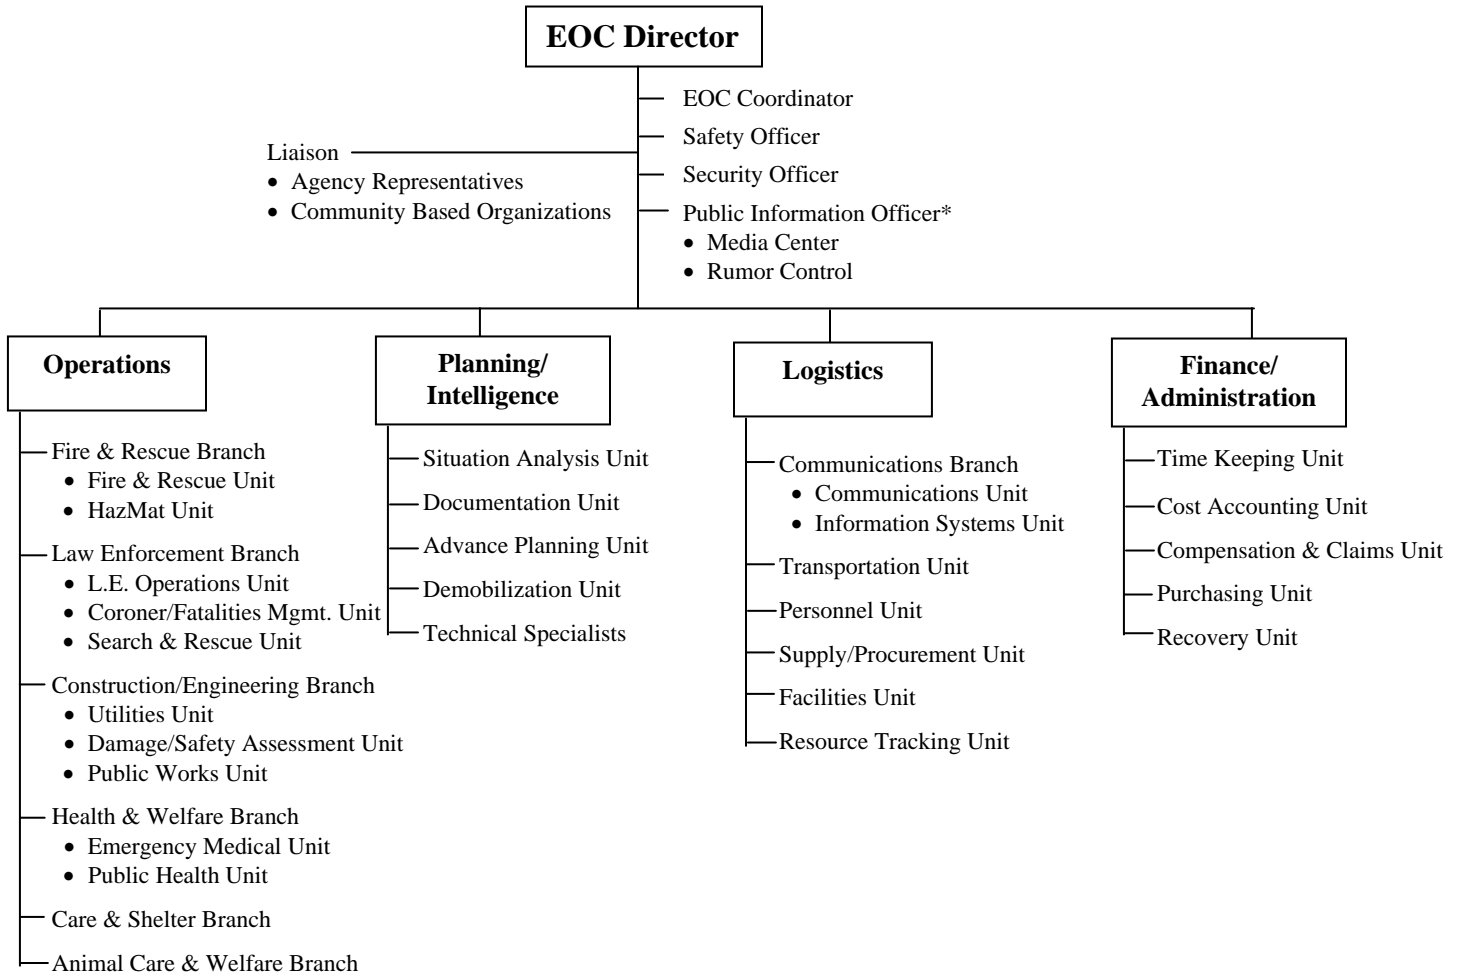 EOC Director
EOC Coordinator
Safety Officer
Liaison
• Agency Representatives
• Community Based Organizations
Security Officer
Public Information Officer*
• Media Center
• Rumor Control
Operations
Fire & Rescue Branch
• Fire & Rescue Unit
• HazMat Unit
Law Enforcement Branch
• L.E. Operations Unit
• Coroner/Fatalities Mgmt. Unit
• Search & Rescue Unit
Construction/Engineering Branch
• Utilities Unit
• Damage/Safety Assessment Unit
• Public Works Unit
Health & Welfare Branch
• Emergency Medical Unit
• Public Health Unit
Care & Shelter Branch
Animal Care & Welfare Branch
Planning/
Intelligence
Situation Analysis Unit
Documentation Unit
Advance Planning Unit
Demobilization Unit
Technical Specialists
Logistics
Communications Branch
• Communications Unit
• Information Systems Unit
Transportation Unit
Personnel Unit
Supply/Procurement Unit
Facilities Unit
Resource Tracking Unit
Finance/
Administration
Time Keeping Unit
Cost Accounting Unit
Compensation & Claims Unit
Purchasing Unit
Recovery Unit